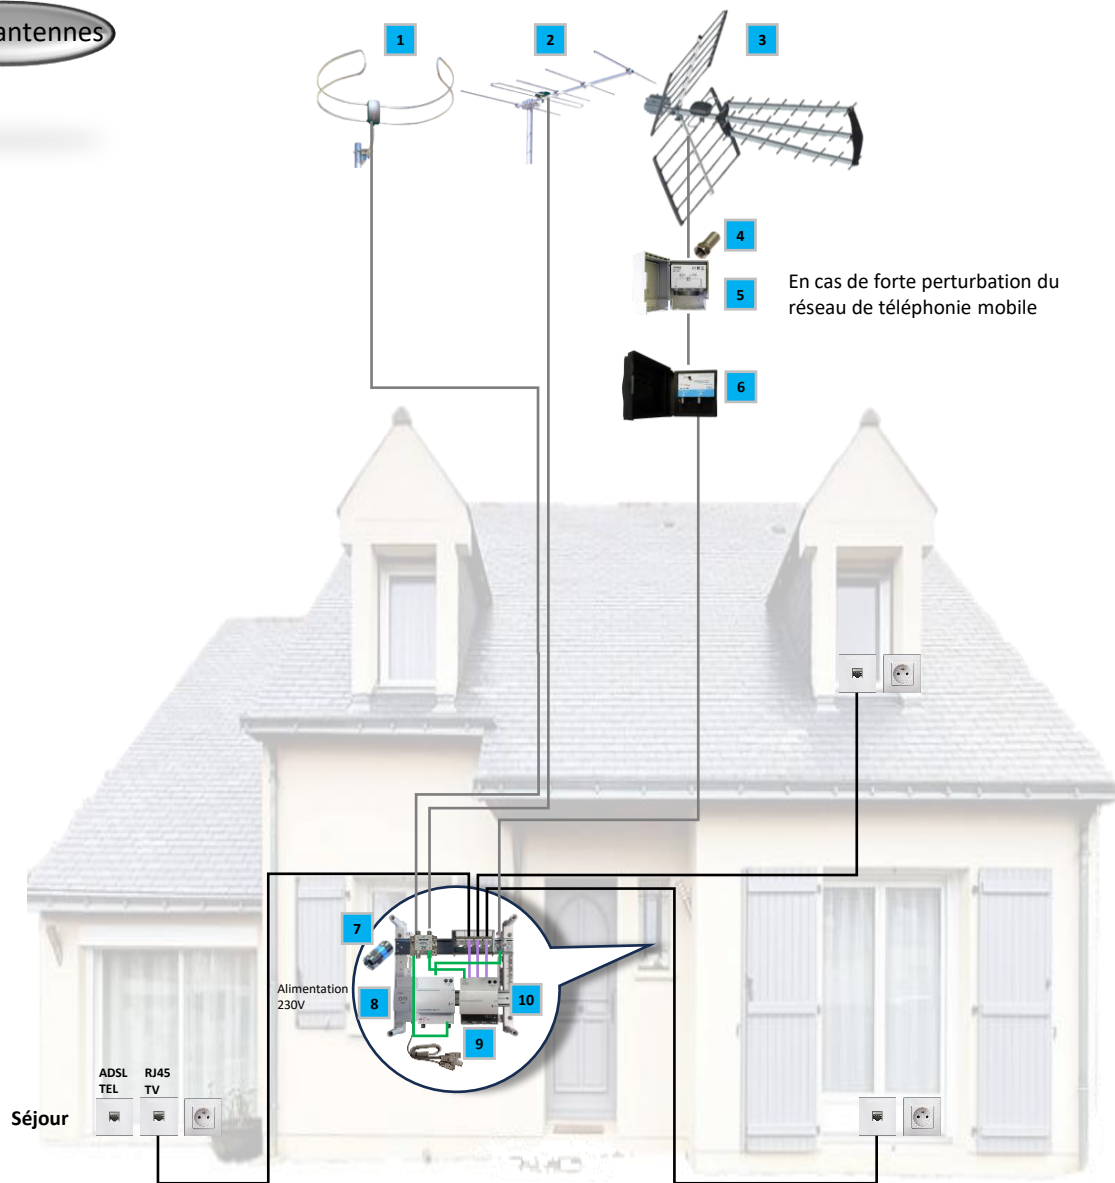 antennes
1
2
3
4
5
En cas de forte perturbation du
réseau de téléphonie mobile
6
7
Alimentation
230V
8
9
10
ADSL
TEL
RJ45
TV
Séjour